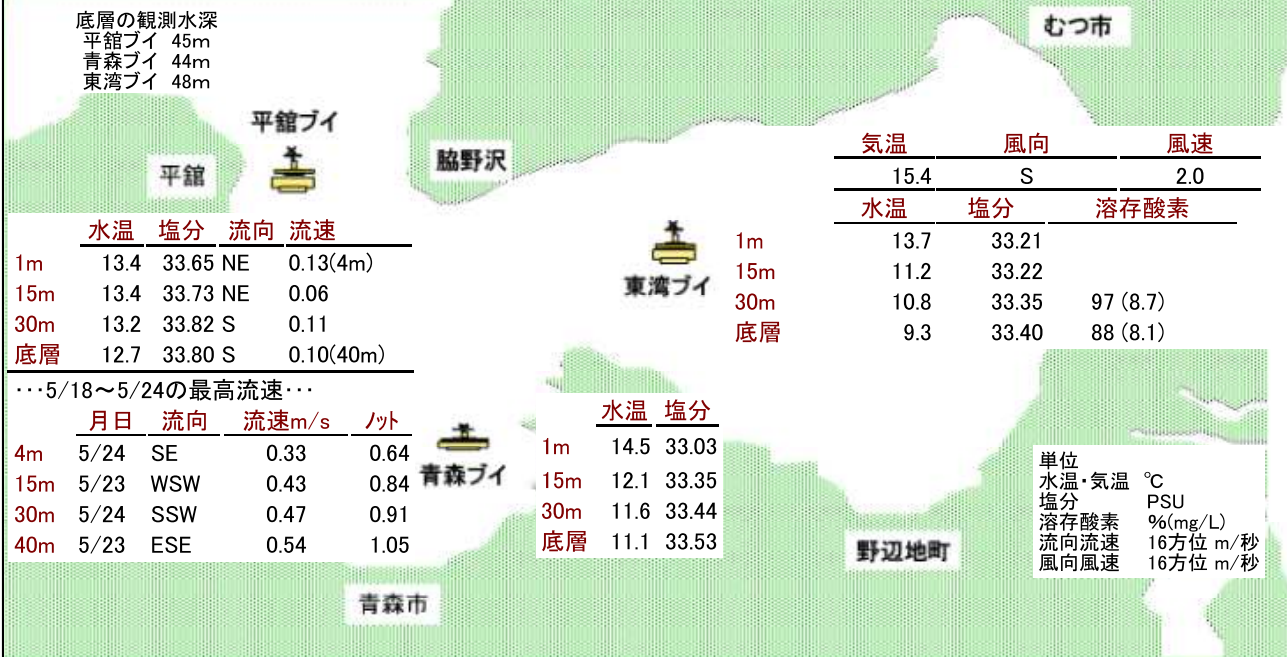 底層の観測水深
平舘ブイ 45m
青森ブイ 44m
東湾ブイ 48m
むつ市
平舘ブイ
脇野沢
平舘
気温 風向 風速
15.4 S 2.0
水温 塩分 溶存酸素
1m 13.7 33.21
15m 11.2 33.22
30m 10.8 33.35 97 (8.7)
底層 9.3 33.40 88 (8.1)
東湾ブイ
水温 塩分 流向 流速
1m 13.4 33.65 NE 0.13(4m)
15m 13.4 33.73 NE 0.06
30m 13.2 33.82 S 0.11
底層 12.7 33.80 S 0.10(40m)
･･･5/18～5/24の最高流速･･･
月日 流向 流速m/s ノット
4m 5/24 SE 0.33 0.64
15m 5/23 WSW 0.43 0.84
30m 5/24 SSW 0.47 0.91
40m 5/23 ESE 0.54 1.05
青森ブイ
水温 塩分
1m 14.5 33.03
15m 12.1 33.35
30m 11.6 33.44
底層 11.1 33.53
単位
水温・気温 ℃
塩分 PSU
溶存酸素 %(mg/L)
流向流速 16方位 m/秒
風向風速 16方位 m/秒
野辺地町
青森市